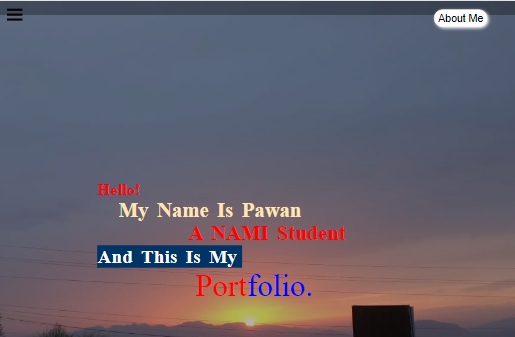 About Me
Hello!
My Name Is Pawan
A NAMI Student
And This Is My
Portfolio.